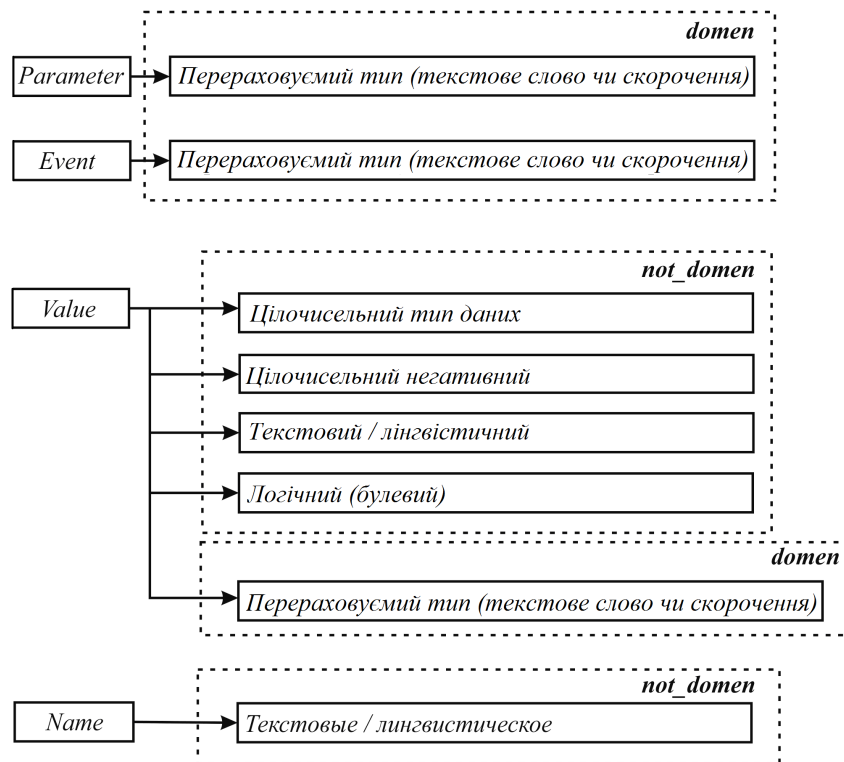 domen
Parameter
Перераховуємий тип (текстове слово чи скорочення)
Event
Перераховуємий тип (текстове слово чи скорочення)
not_domen
Value
Цілочисельний тип даних
Цілочисельний негативний
Текстовий / лінгвістичний
Логічний (булевий)
domen
Перераховуємий тип (текстове слово чи скорочення)
not_domen
Name
Текстовые / лингвистическое